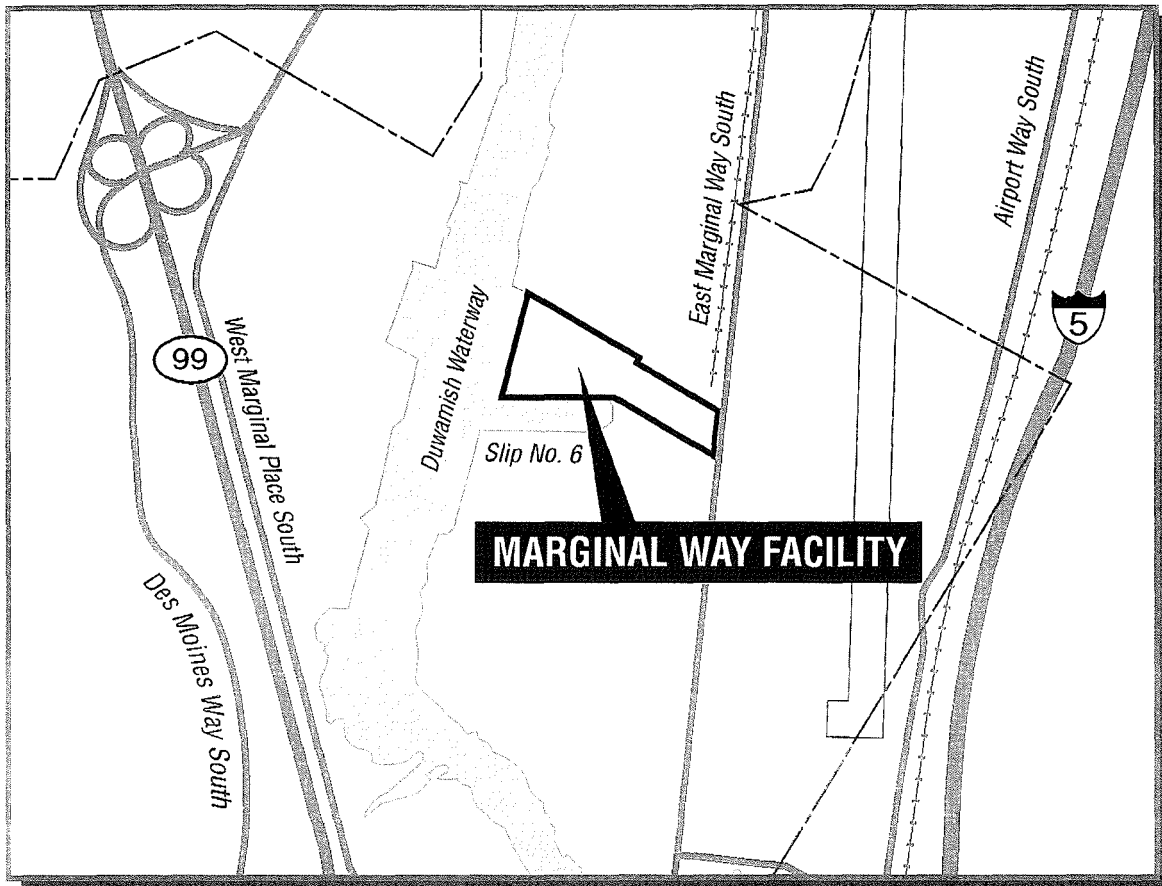 East Marginal Way South
Airport Way South
5
99
West Marginal Place South
Duwamish Waterway
Slip No. 6
MARGINAL WAY FACILITY
Des Moines Way South